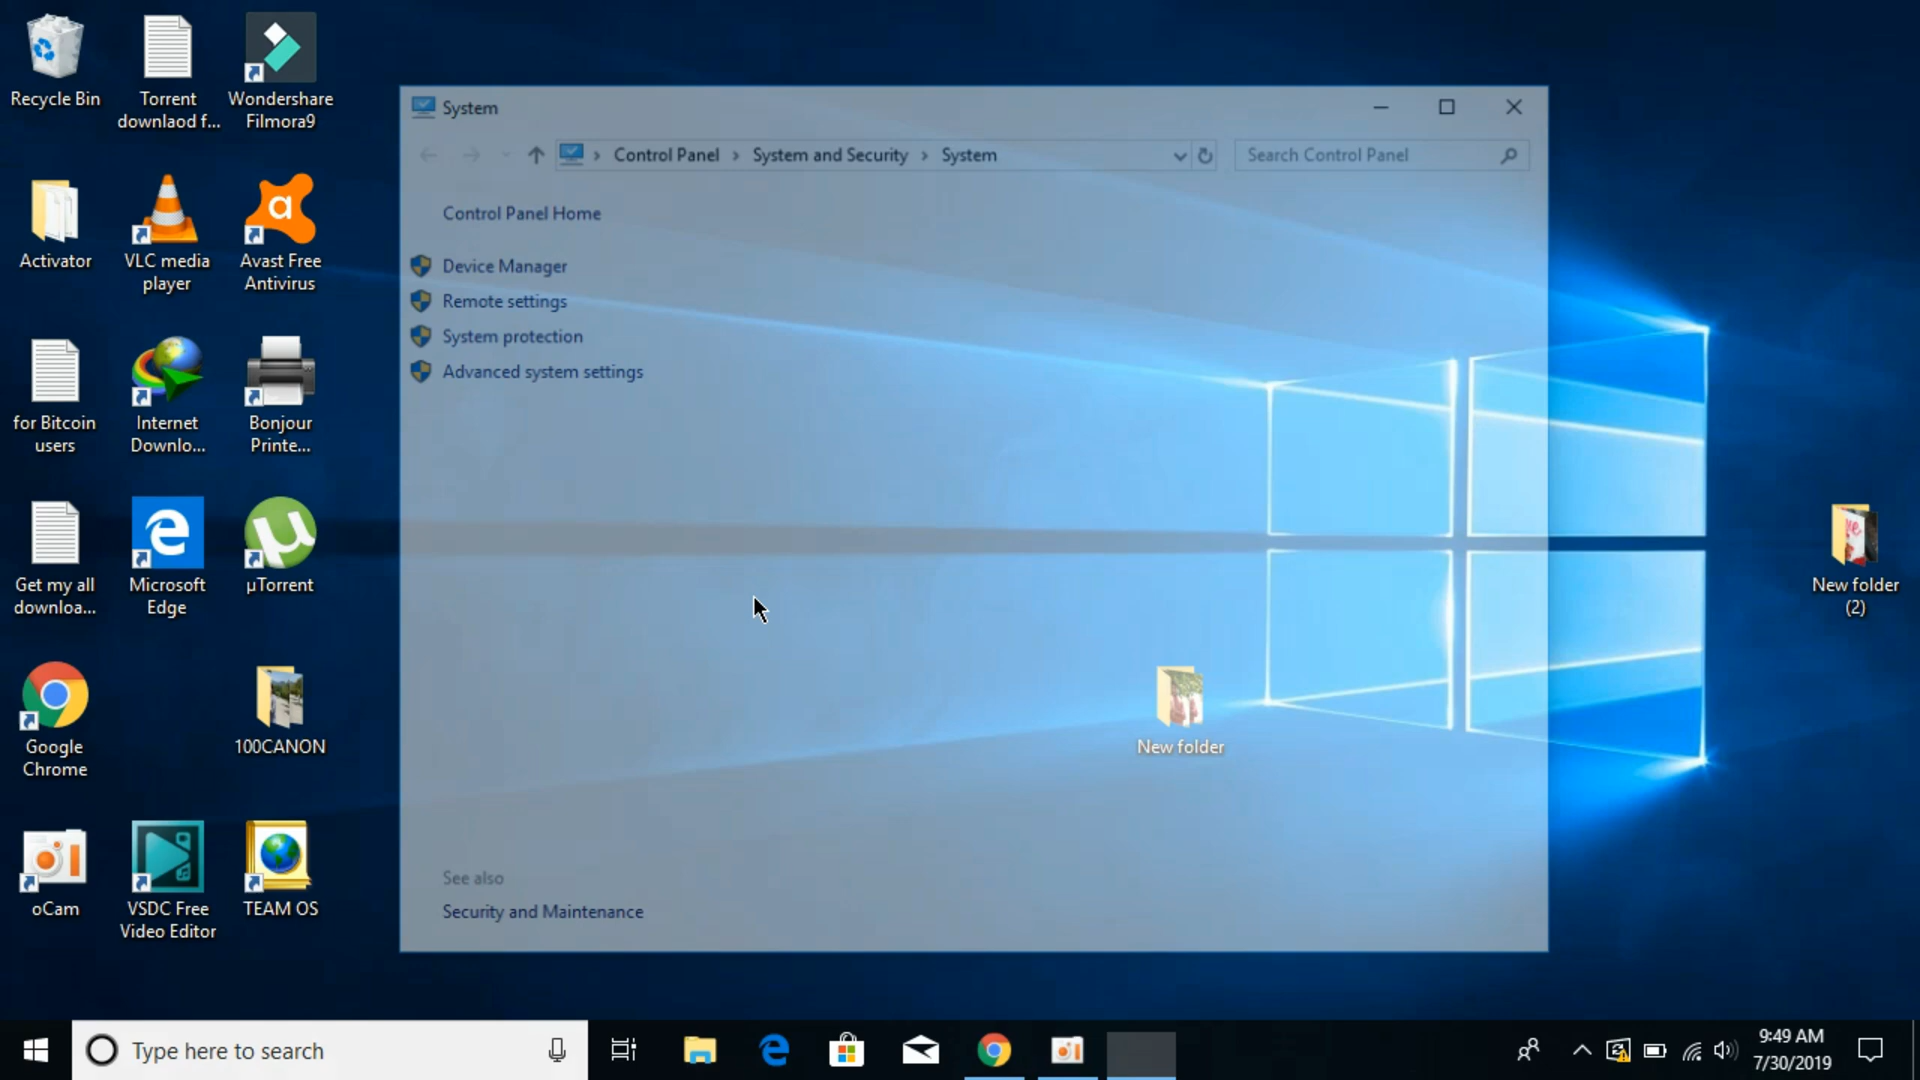 Recycle Bin
Torrent
downlaod f...
Wondershare
Filmora9
Activator
VLC media
player
Avast Free
Antivirus
for Bitcoin
users
Internet
Downlo...
Bonjour
Printe...
Get my all
downloa...
Microsoft
Edge
µTorrent
Google
Chrome
100CANON
oCam
VSDC Free
Video Editor
TEAM OS
System
Control Panel › System and Security › System
Search Control Panel
Control Panel Home
Device Manager
Remote settings
System protection
Advanced system settings
See also
Security and Maintenance
New folder
New folder
(2)
Type here to search
9:49 AM
7/30/2019